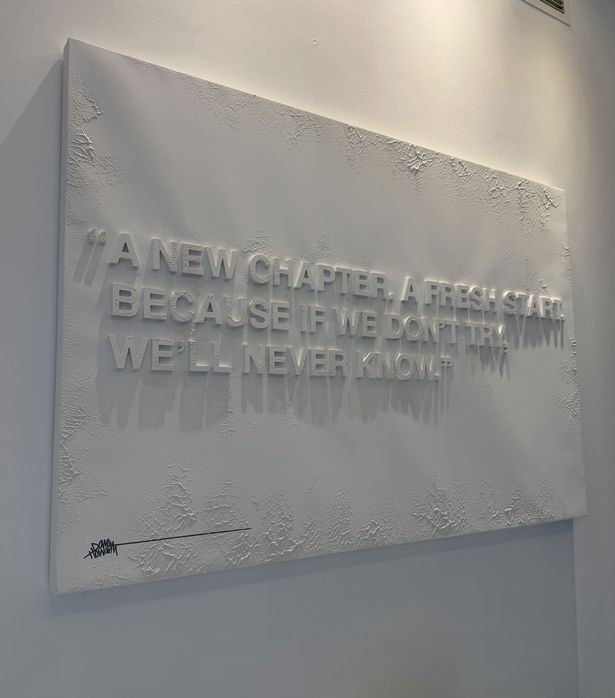 “A NEW CHAPTER. A FRESH START.
BECAUSE IF WE DON'T TRY,
WE'LL NEVER KNOW.”